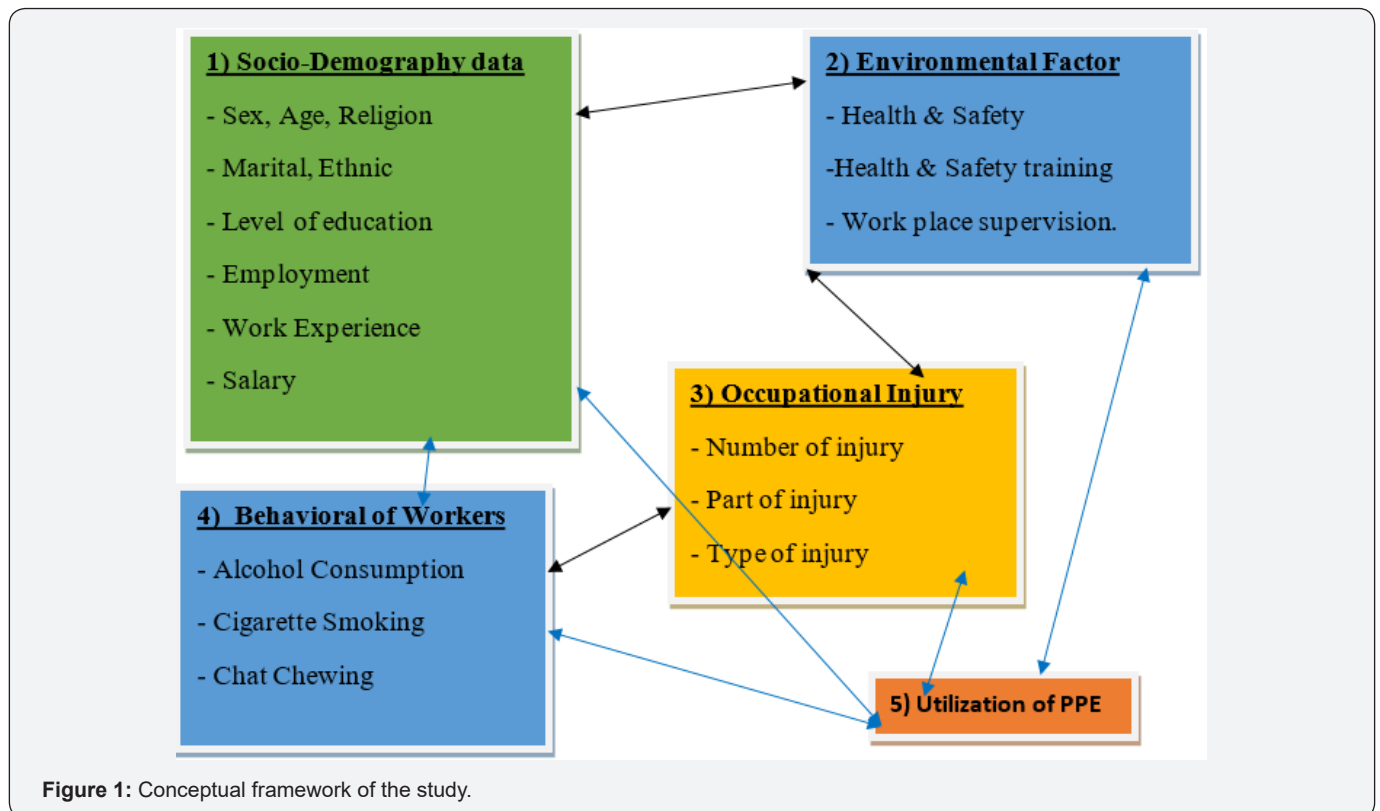 1) Socio-Demography data
- Sex, Age, Religion
- Marital, Ethnic
- Level of education
- Employment
- Work Experience
- Salary
2) Environmental Factor
- Health & Safety
-Health & Safety training
- Work place supervision.
3) Occupational Injury
- Number of injury
- Part of injury
- Type of injury
4) Behavioral of Workers
- Alcohol Consumption
- Cigarette Smoking
- Chat Chewing
5) Utilization of PPE
Figure 1: Conceptual framework of the study.